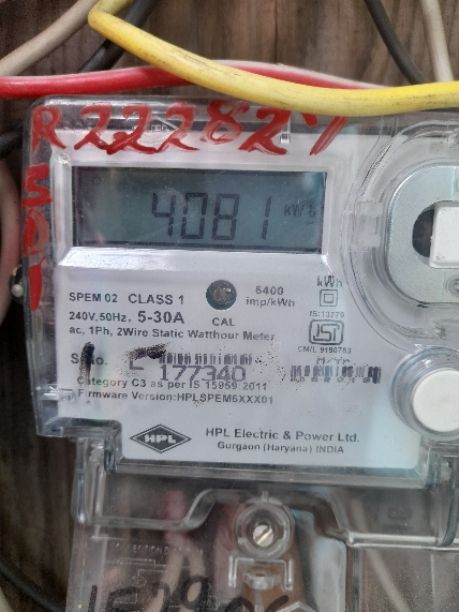 R222827
SDI
4081 kWh
SPEM 02 CLASS 1
240V.50Hz, 5-30A
CAL
6400
imp/kWh
kWh
ac, 1Ph, 2Wire Static Watthour Meter
IS:13779
ISI
177340
Category C3 as per IS 15959 2011
Firmware Version:HPLSPEM6XXX01
HPL
HPL Electric & Power Ltd.
Gurgaon (Haryana) INDIA